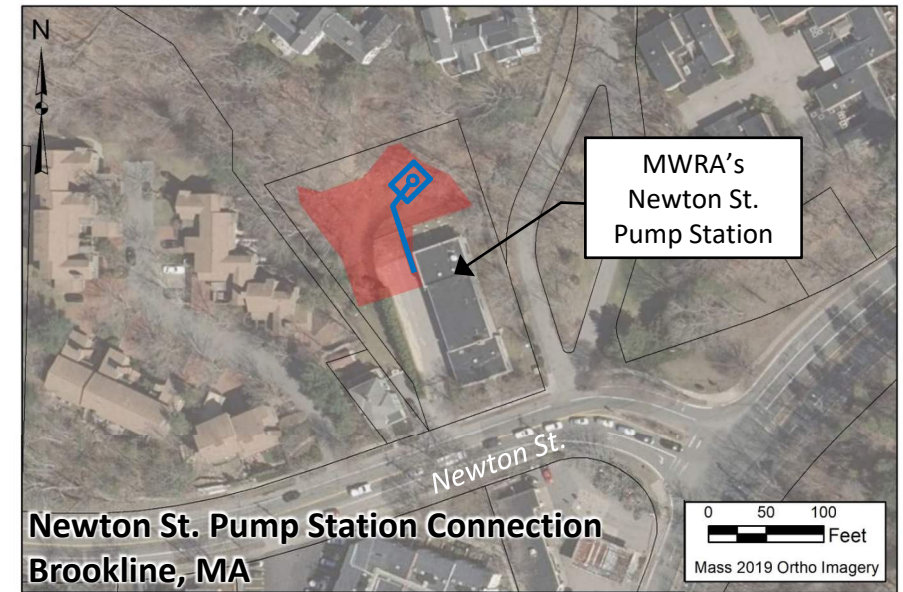 N
MWRA's
Newton St.
Pump Station
Newton St.
Newton St. Pump Station Connection
Brookline, MA
0 50 100
Feet
Mass 2019 Ortho Imagery